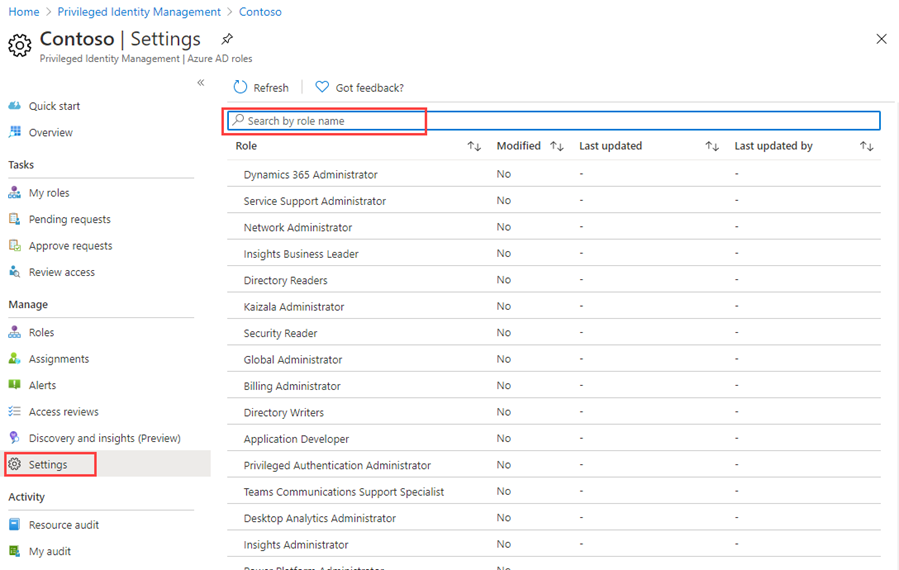 Home > Privileged Identity Management > Contoso
Contoso | Settings
Privileged Identity Management | Azure AD roles
«
Quick start
Overview
Tasks
My roles
Pending requests
Approve requests
Review access
Manage
Roles
Assignments
Alerts
Access reviews
Discovery and insights (Preview)
Settings
Activity
Resource audit
My audit
Refresh | Got feedback?
Search by role name
Role ↑↓ Modified ↑↓ Last updated ↑↓ Last updated by ↑↓
Dynamics 365 Administrator No - -
Service Support Administrator No - -
Network Administrator No - -
Insights Business Leader No - -
Directory Readers No - -
Kaizala Administrator No - -
Security Reader No - -
Global Administrator No - -
Billing Administrator No - -
Directory Writers No - -
Application Developer No - -
Privileged Authentication Administrator No - -
Teams Communications Support Specialist No - -
Desktop Analytics Administrator No - -
Insights Administrator No - -
Power Platform Administrator No - -